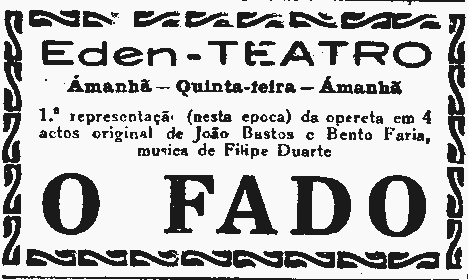 Eden-TEATRO
Ámanhã – Quinta-feira – Ámanhã
1.ª representação (nesta epoca) da opereta em 4
actos original de João Bastos e Bento Faria,
musica de Filipe Duarte
O FADO